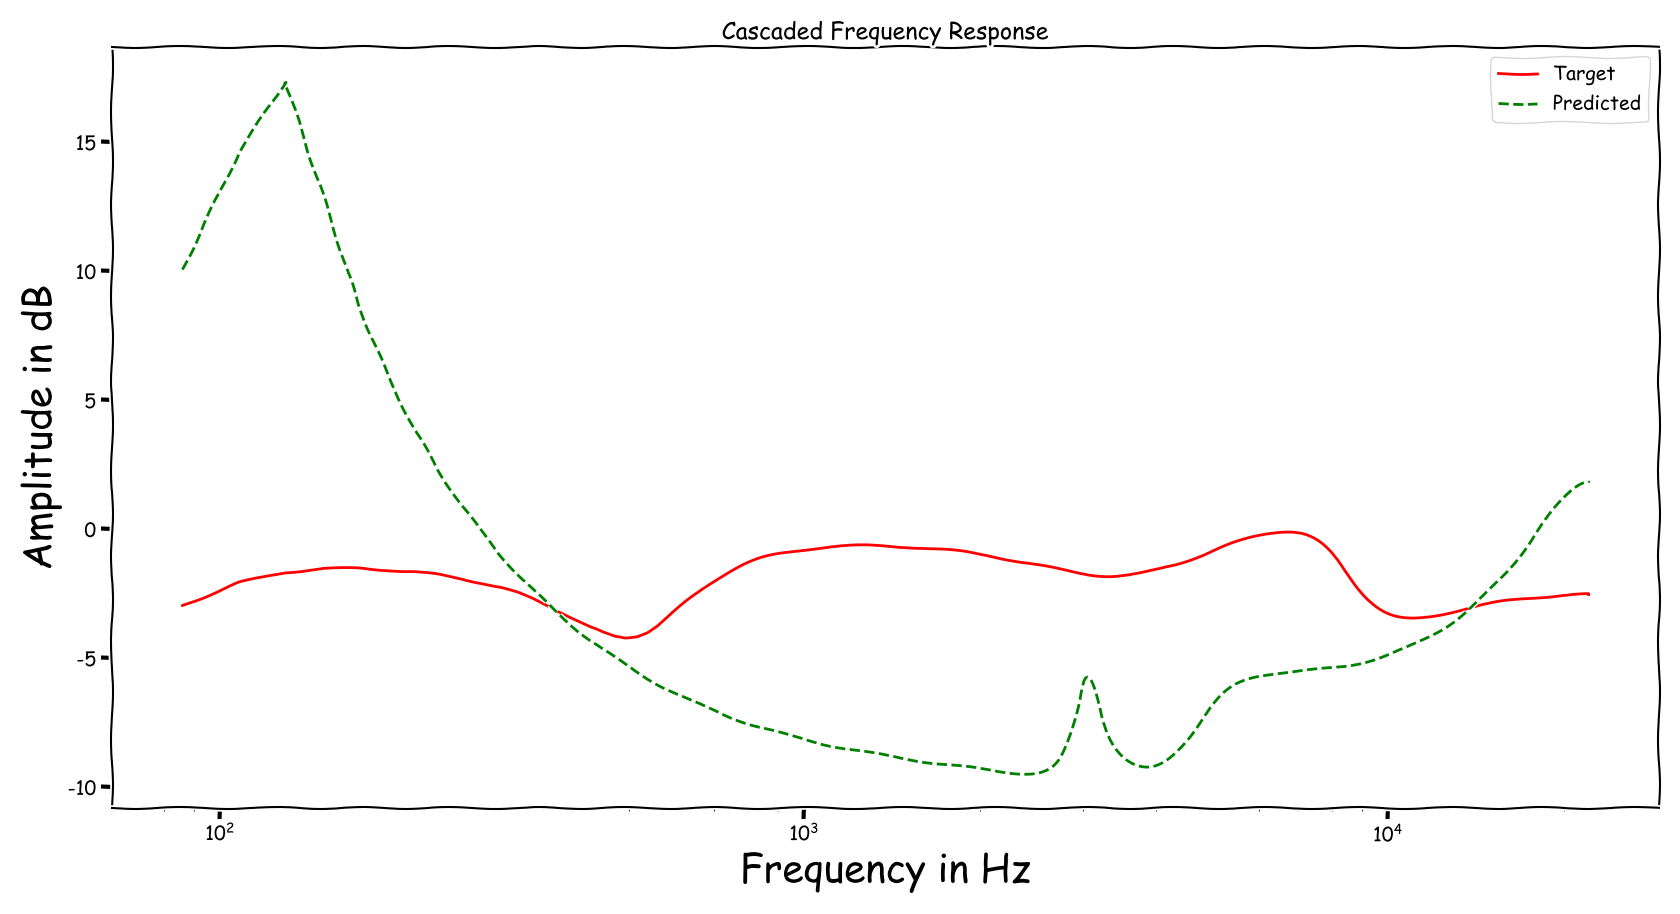 Cascaded Frequency Response
Target
Predicted
15
10
5
0
-5
-10
Amplitude in dB
10²
10³
10⁴
Frequency in Hz